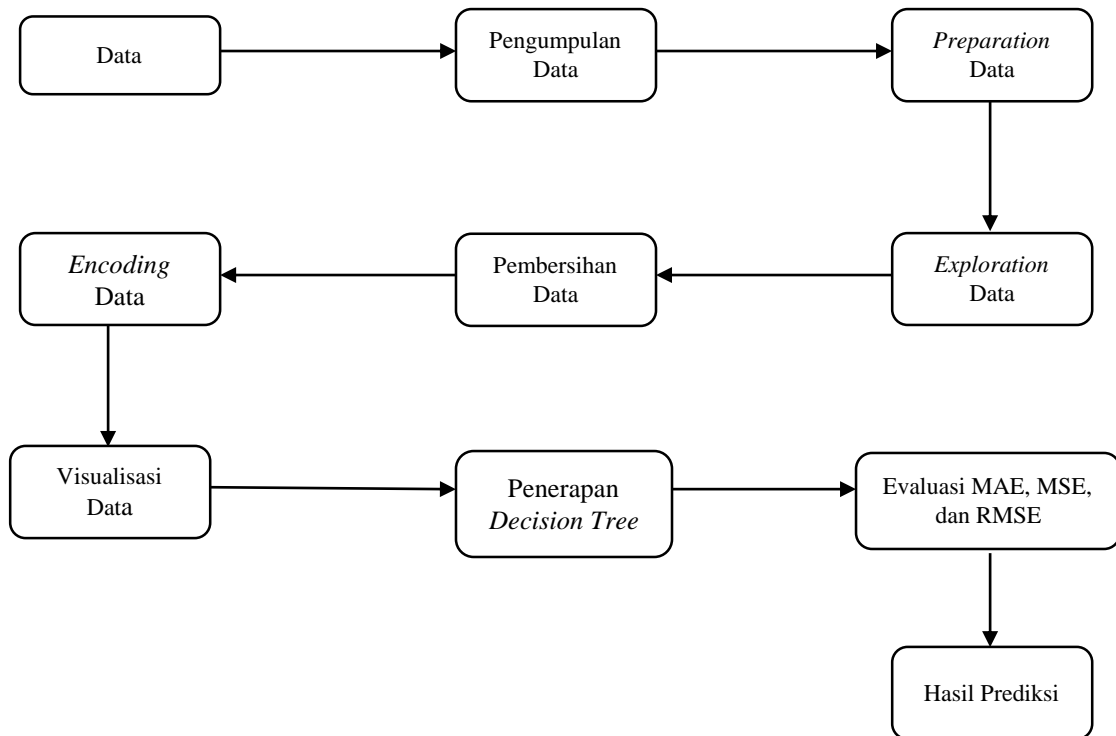 Data
Pengumpulan
Data
Preparation
Data
Exploration
Data
Pembersihan
Data
Encoding
Data
Visualisasi
Data
Penerapan
Decision Tree
Evaluasi MAE, MSE,
dan RMSE
Hasil Prediksi